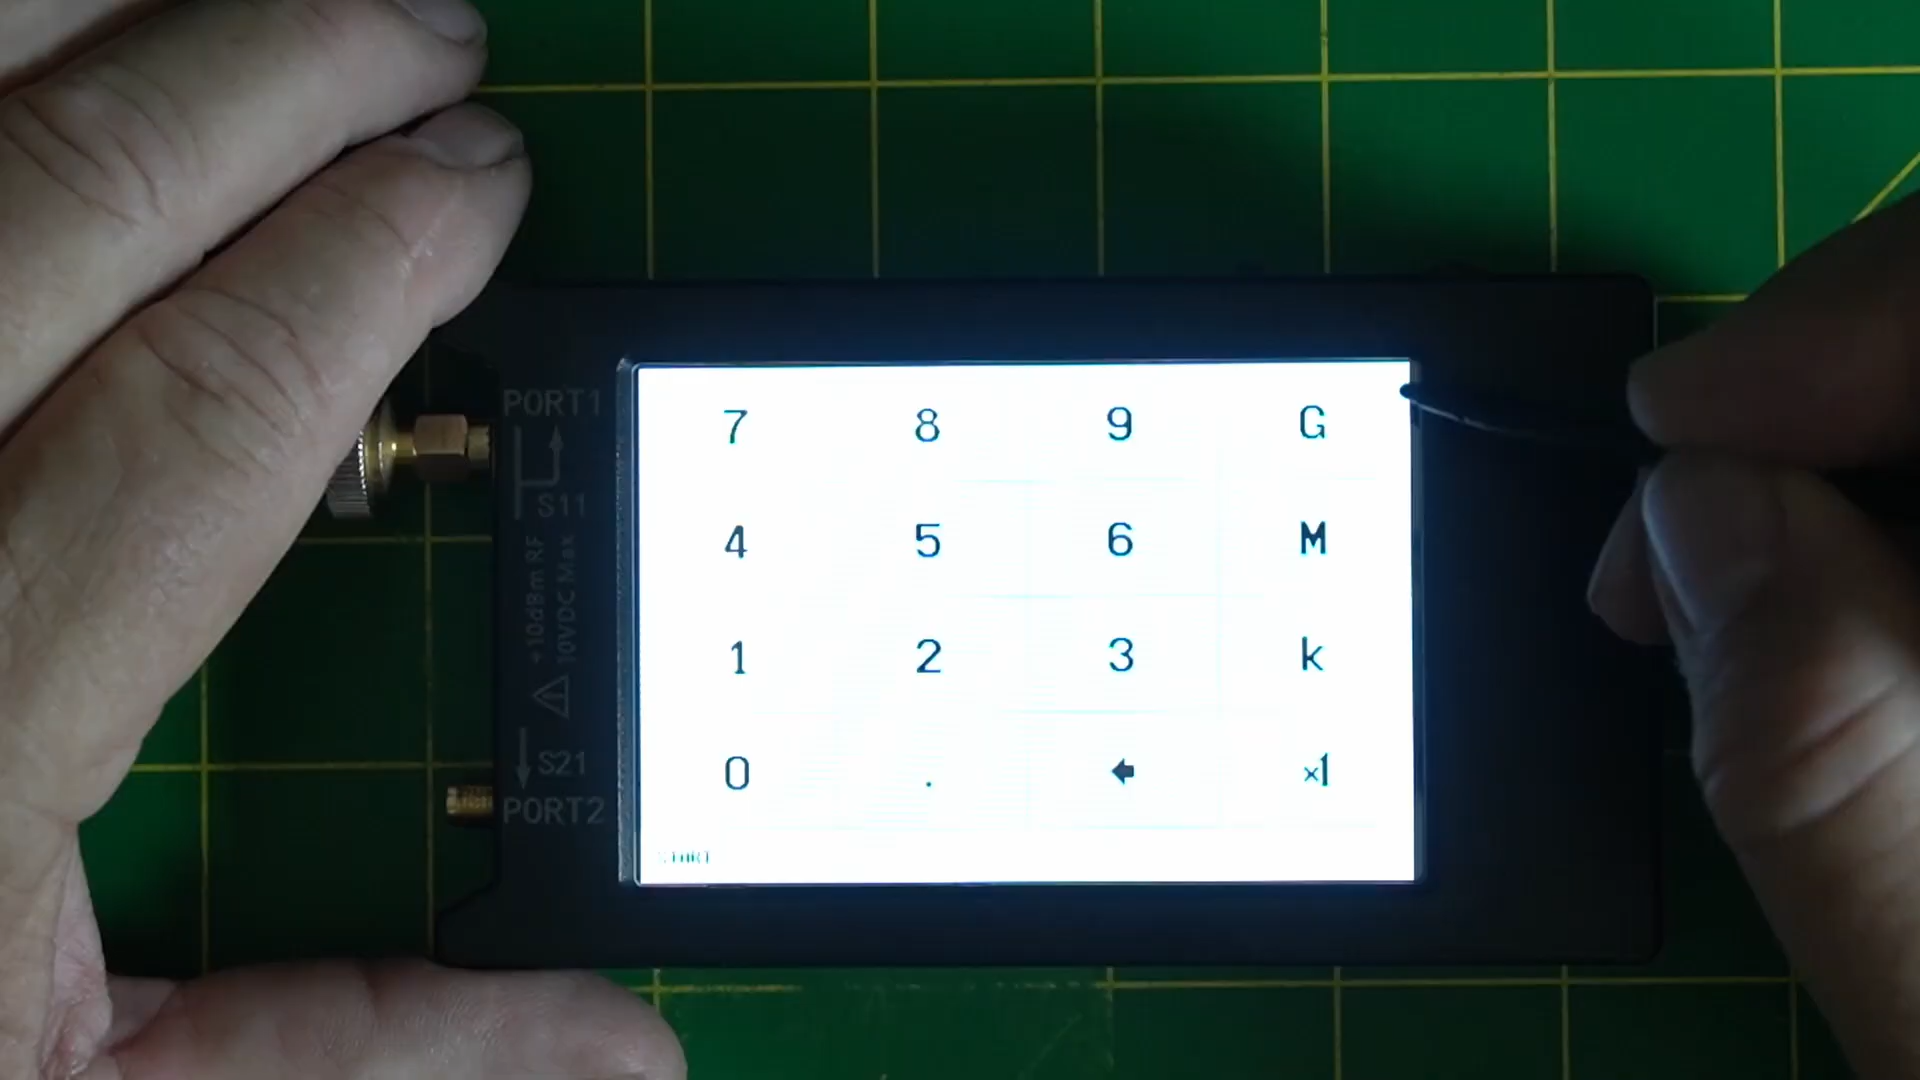 PORT1
S11
+10dBm RF
10VDC Max
S21
PORT2
7 8 9 G
4 5 6 M
1 2 3 k
0 . ← ×1
START